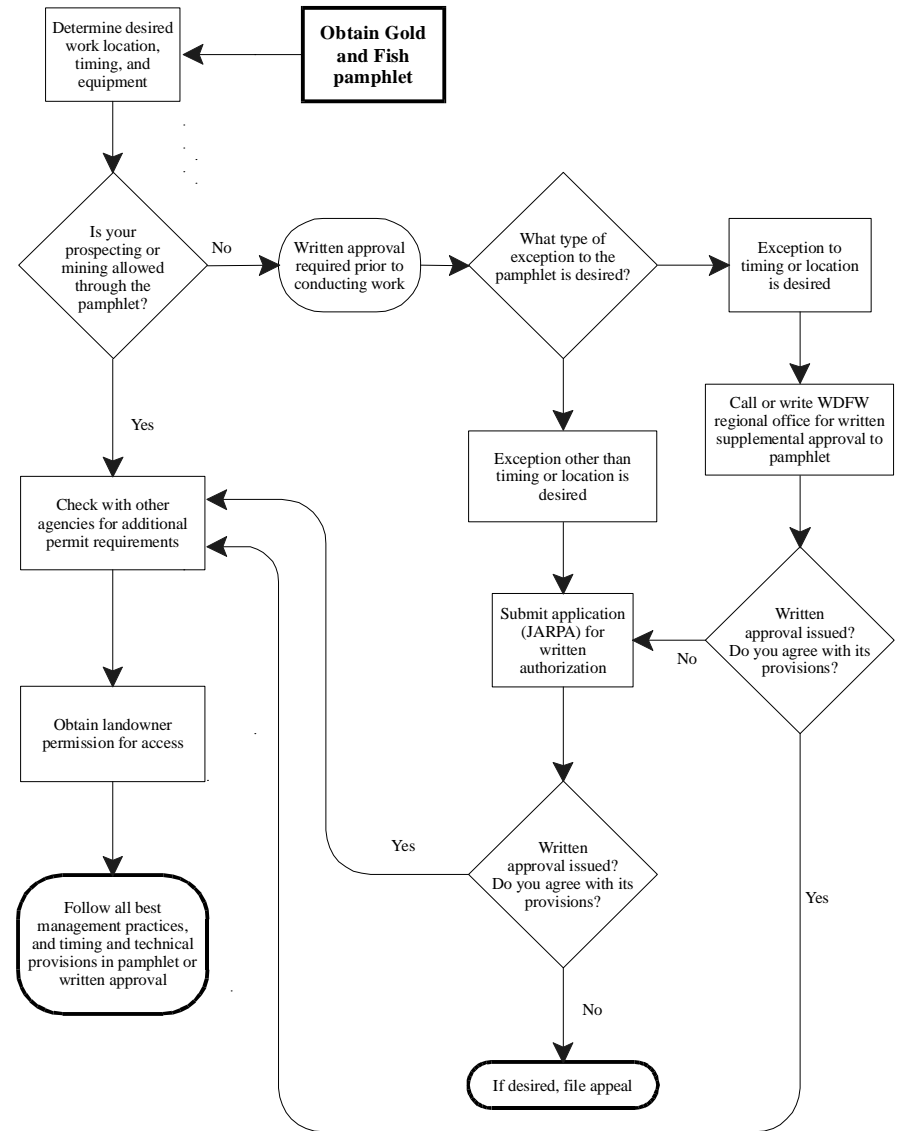 Obtain Gold
and Fish
pamphlet
Determine desired
work location,
timing, and
equipment
Is your
prospecting or
mining allowed
through the
pamphlet?
No
Written approval
required prior to
conducting work
What type of
exception to the
pamphlet is desired?
Exception to
timing or location
is desired
Call or write WDFW
regional office for written
supplemental approval to
pamphlet
Yes
Exception other than
timing or location is
desired
Check with other
agencies for additional
permit requirements
Submit application
(JARPA) for
written
authorization
No
Written
approval issued?
Do you agree with its
provisions?
Obtain landowner
permission for access
Yes
Written
approval issued?
Do you agree with its
provisions?
Yes
Follow all best
management practices,
and timing and technical
provisions in pamphlet or
written approval
No
If desired, file appeal